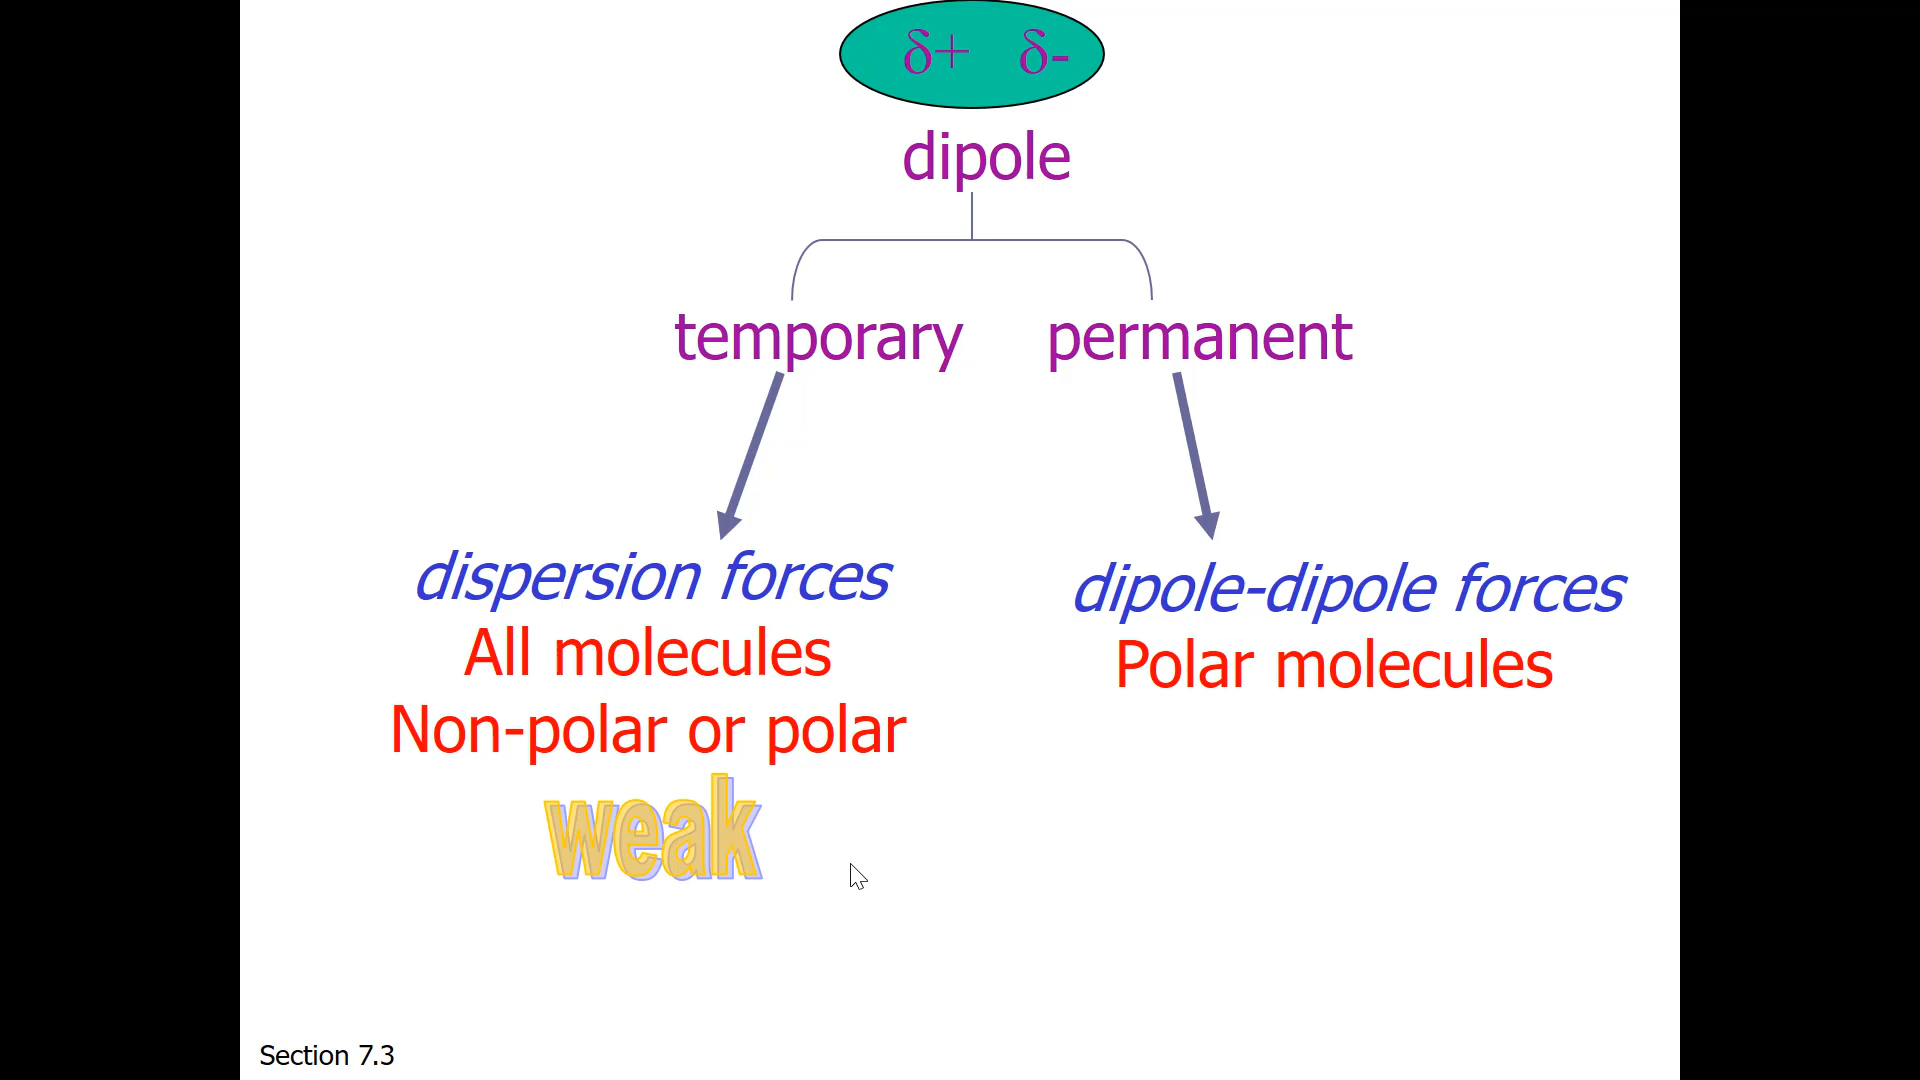 δ+ δ-
dipole
temporary permanent
dispersion forces
dipole-dipole forces
All molecules
Polar molecules
Non-polar or polar
weak
Section 7.3